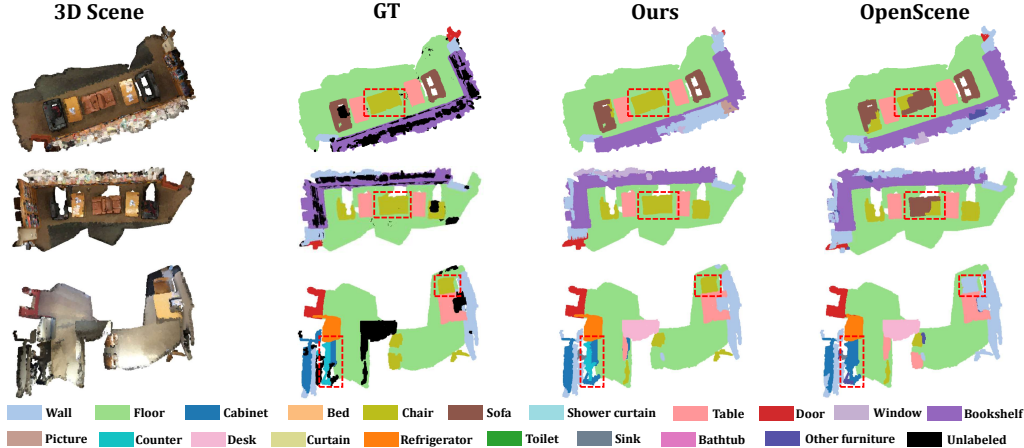 3D Scene GT Ours OpenScene
Wall Floor Cabinet Bed Chair Sofa Shower curtain Table Door Window Bookshelf
Picture Counter Desk Curtain Refrigerator Toilet Sink Bathtub Other furniture Unlabeled